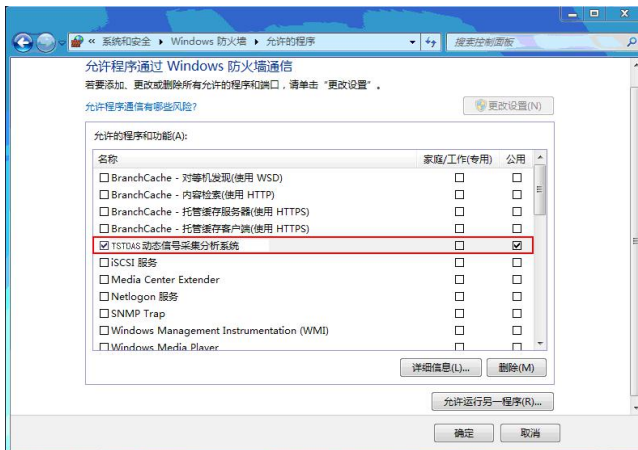 « 系统和安全 ▸ Windows 防火墙 ▸ 允许的程序
搜索控制面板
允许程序通过 Windows 防火墙通信
若要添加、更改或删除所有允许的程序和端口，请单击“更改设置”。
允许程序通信有哪些风险?
更改设置(N)
允许的程序和功能(A):
名称 家庭/工作(专用) 公用
BranchCache - 对等机发现(使用 WSD)
BranchCache - 内容检索(使用 HTTP)
BranchCache - 托管缓存服务器(使用 HTTPS)
BranchCache - 托管缓存客户端(使用 HTTPS)
TSTDAS 动态信号采集分析系统
iSCSI 服务
Media Center Extender
Netlogon 服务
SNMP Trap
Windows Management Instrumentation (WMI)
Windows Media Player
详细信息(L)... 删除(M)
允许运行另一程序(R)...
确定 取消